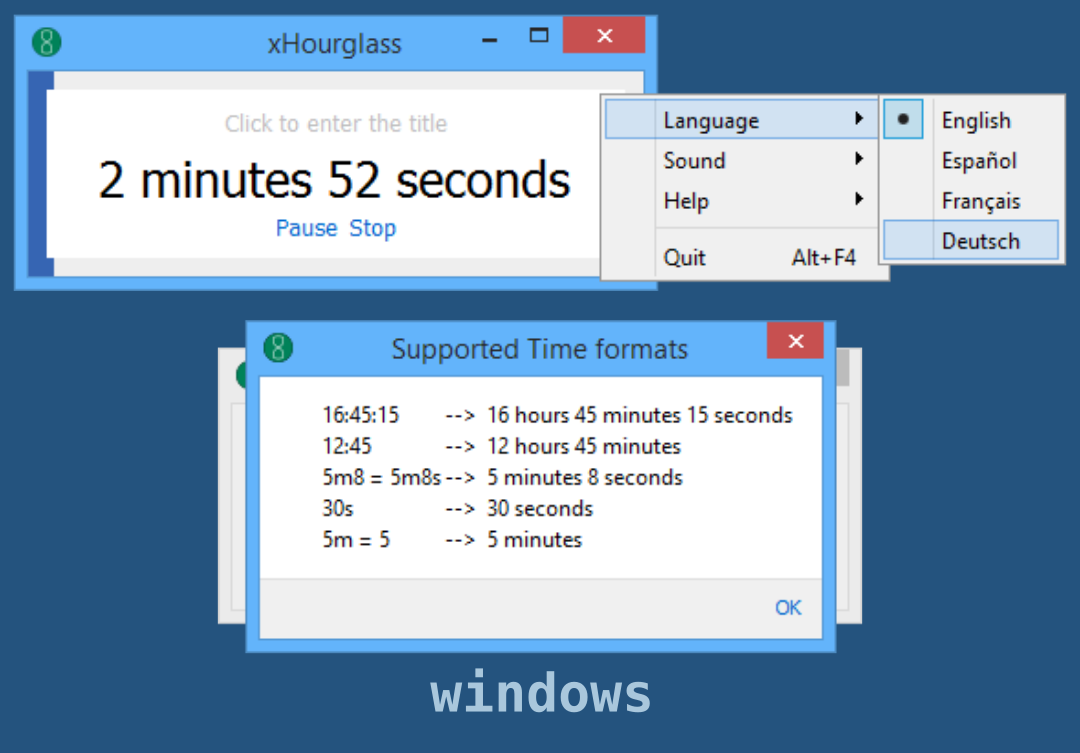 xHourglass
Click to enter the title
2 minutes 52 seconds
Pause Stop
Language
Sound
Help
Quit Alt+F4
English
Español
Français
Deutsch
Supported Time formats
16:45:15 --> 16 hours 45 minutes 15 seconds
12:45 --> 12 hours 45 minutes
5m8 = 5m8s --> 5 minutes 8 seconds
30s --> 30 seconds
5m = 5 --> 5 minutes
OK
windows